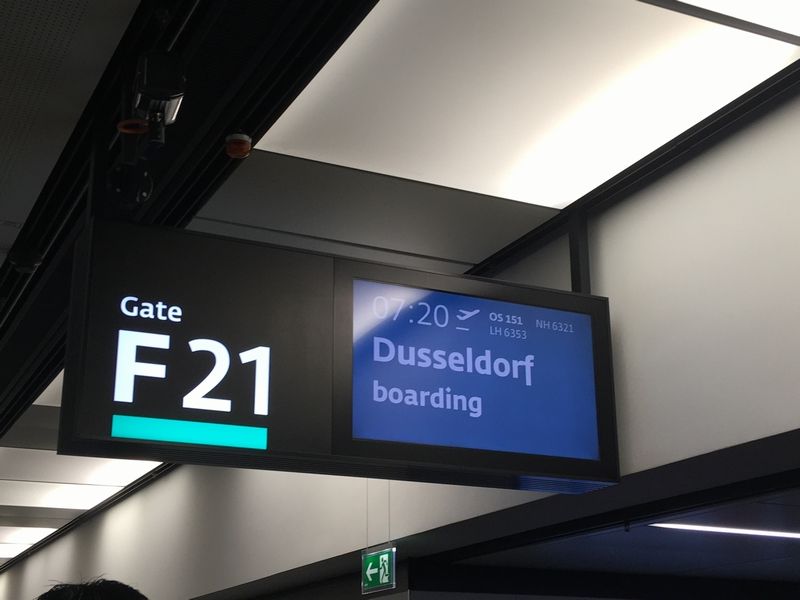 Gate
F 21
07:20 OS 151 NH 6321
LH 6353
Dusseldorf
boarding